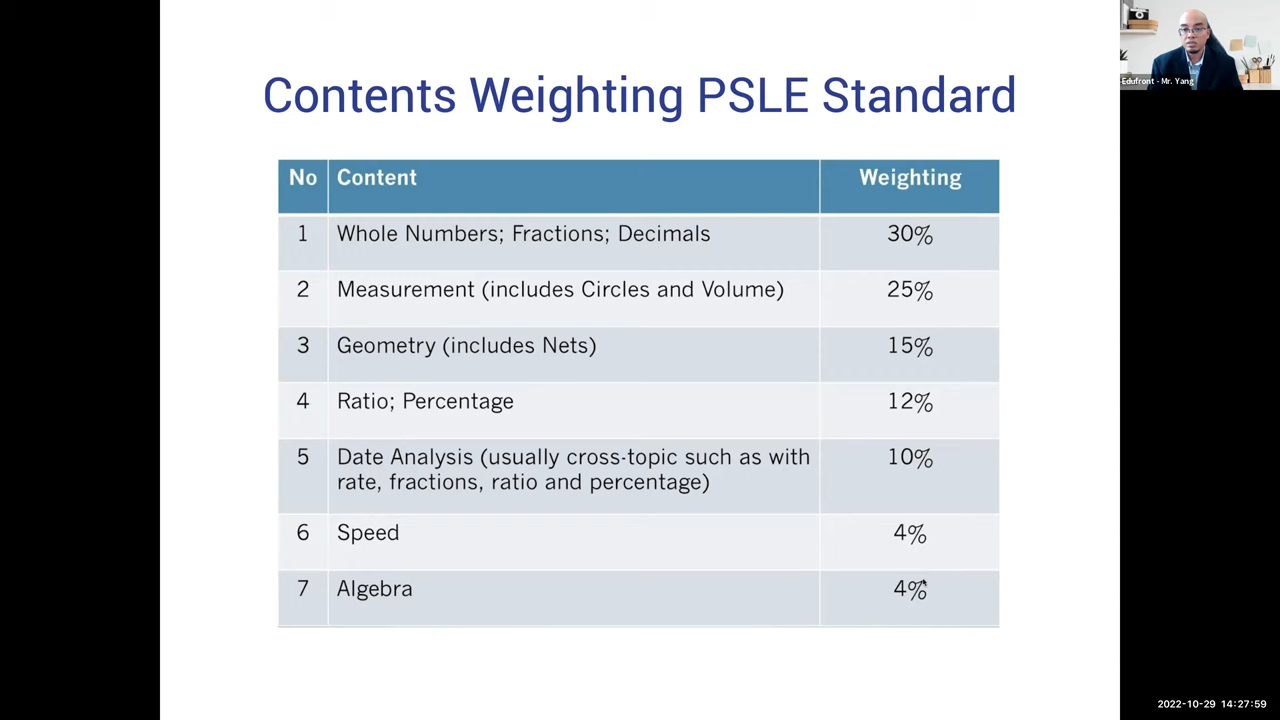 Contents Weighting PSLE Standard
Edufront - Mr. Yang
No Content Weighting
1 Whole Numbers; Fractions; Decimals 30%
2 Measurement (includes Circles and Volume) 25%
3 Geometry (includes Nets) 15%
4 Ratio; Percentage 12%
5 Date Analysis (usually cross-topic such as with 10%
rate, fractions, ratio and percentage)
6 Speed 4%
7 Algebra 4%
2022-10-29 14:27:59